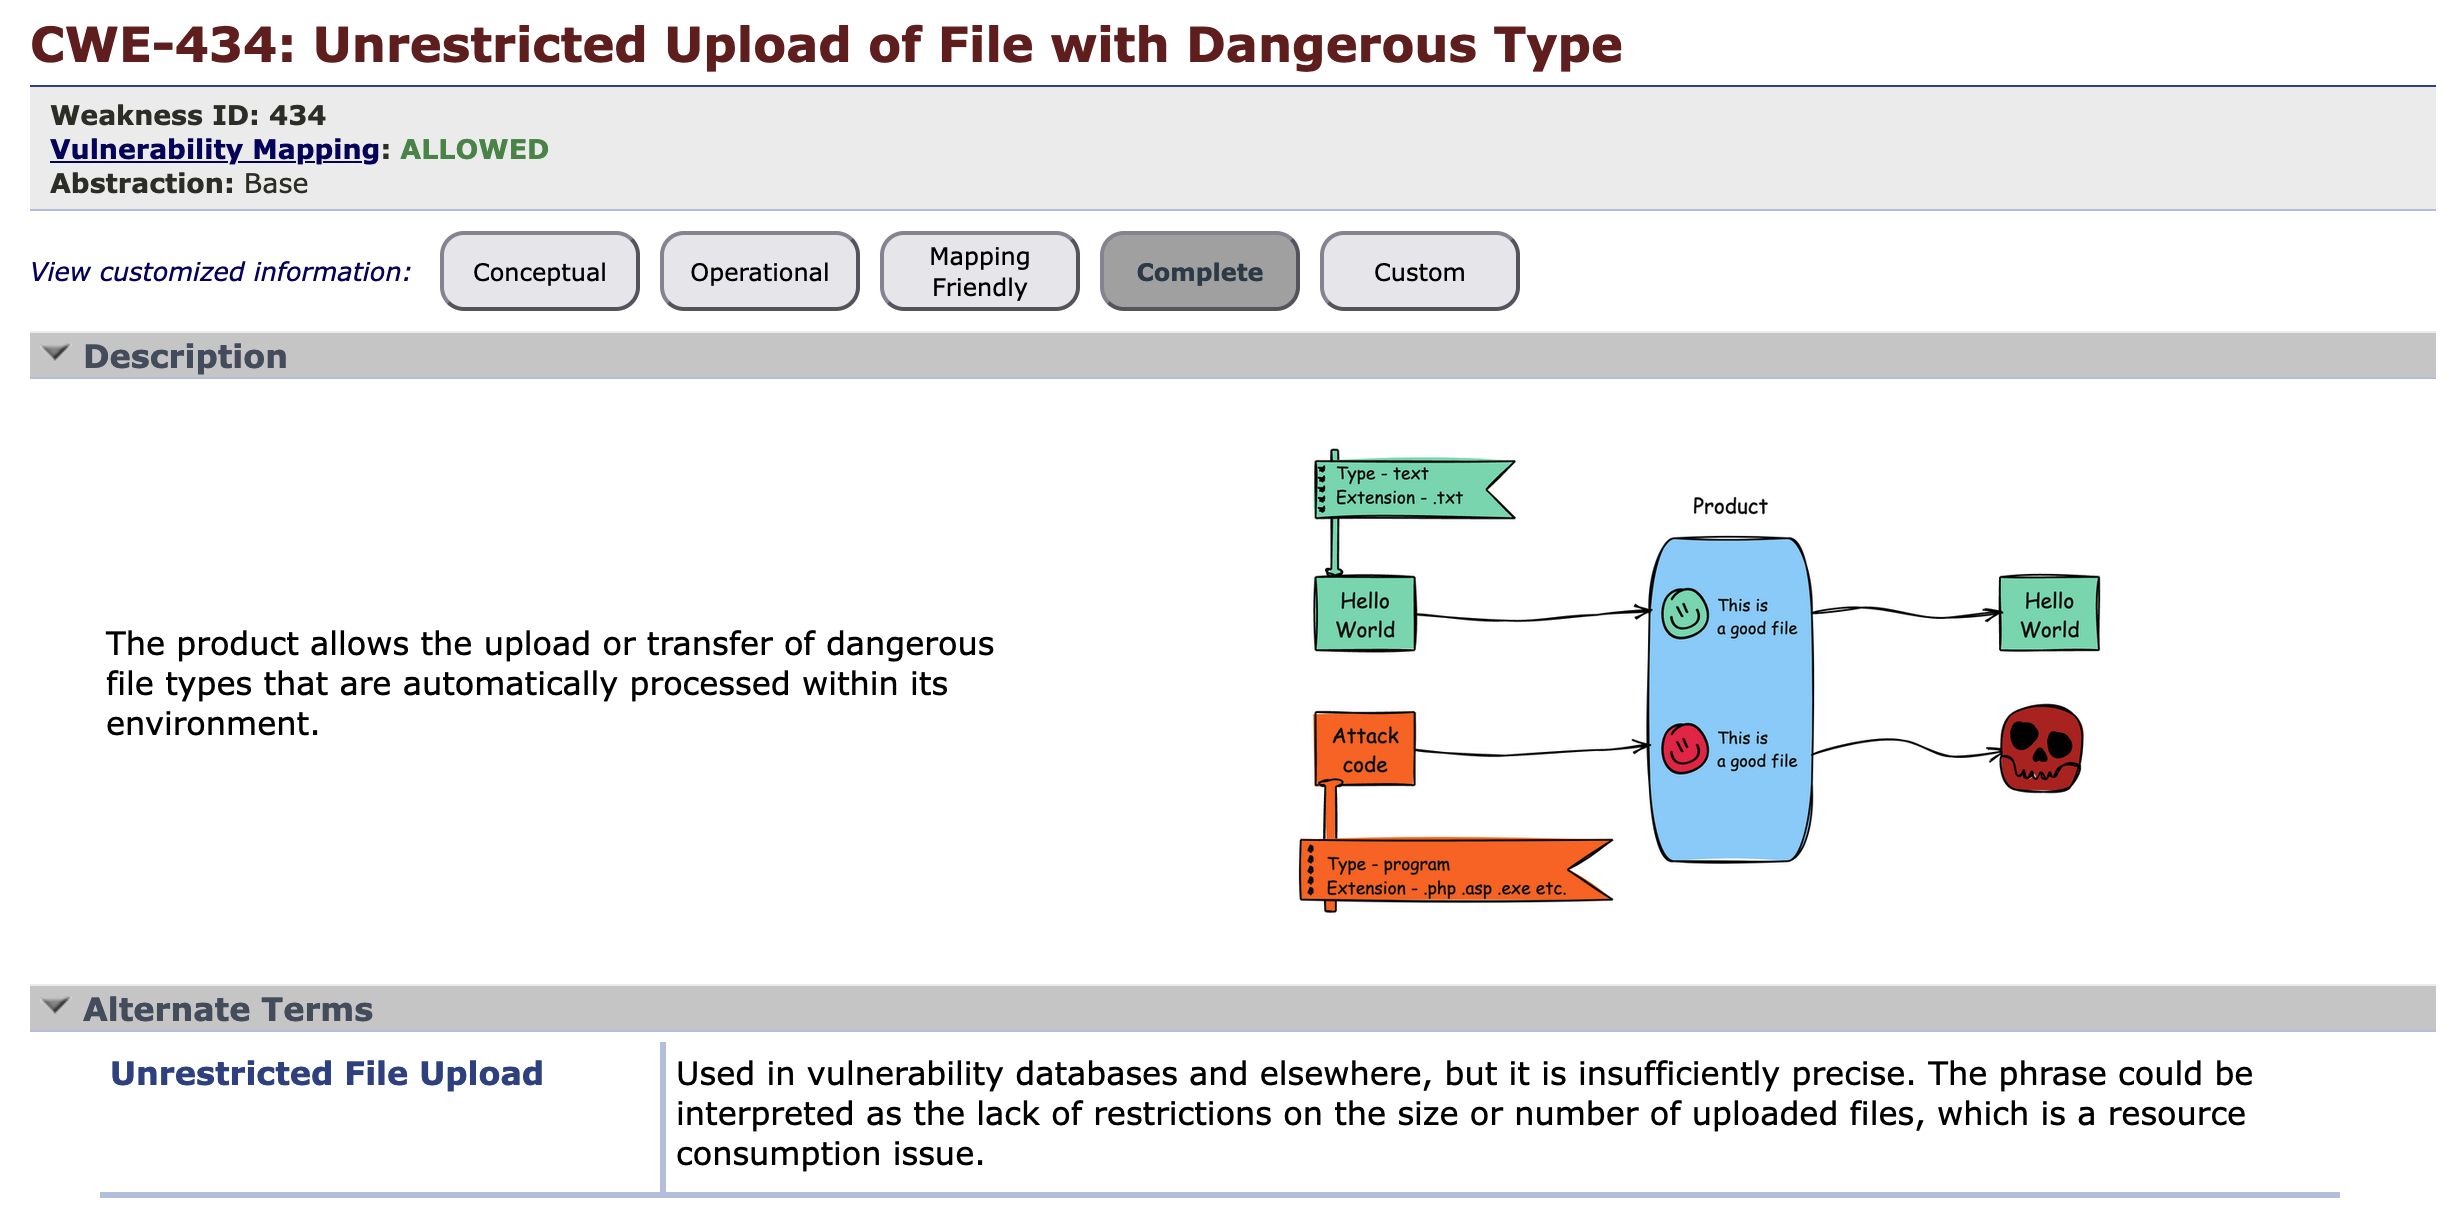 CWE-434: Unrestricted Upload of File with Dangerous Type
Weakness ID: 434
Vulnerability Mapping: ALLOWED
Abstraction: Base
View customized information:
Conceptual
Operational
Mapping
Friendly
Complete
Custom
Description
The product allows the upload or transfer of dangerous
file types that are automatically processed within its
environment.
Type - text
Extension - .txt
Product
Hello
World
This is
a good file
Hello
World
Attack
code
This is
a good file
Type - program
Extension - .php .asp .exe etc.
Alternate Terms
Unrestricted File Upload
Used in vulnerability databases and elsewhere, but it is insufficiently precise. The phrase could be
interpreted as the lack of restrictions on the size or number of uploaded files, which is a resource
consumption issue.